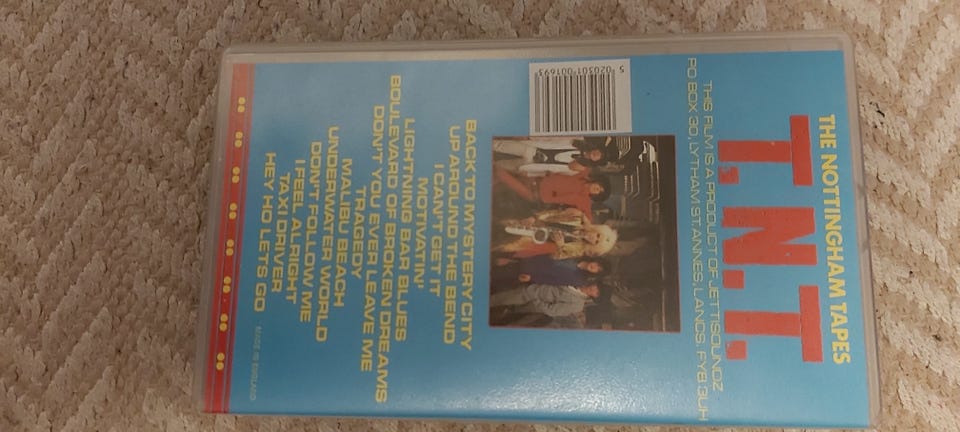 THE NOTTINGHAM TAPES
T.N.T.
THIS FILM IS A PRODUCT OF JETTISOUNDZ
PO BOX 30, LYTHAM ST. ANNES, LANCS, FY8 3LH
5 020501 001693
BACK TO MYSTERY CITY
UP AROUND THE BEND
I CAN'T GET IT
MOTIVATIN'
LIGHTNING BAR BLUES
BOULEVARD OF BROKEN DREAMS
DON'T YOU EVER LEAVE ME
TRAGEDY
MALIBU BEACH
UNDERWATER WORLD
DON'T FOLLOW ME
I FEEL ALRIGHT
TAXI DRIVER
HEY HO LETS GO
MADE IN ENGLAND